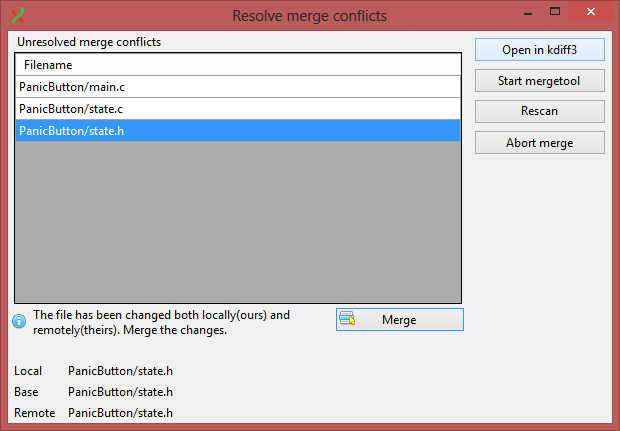 Resolve merge conflicts
Unresolved merge conflicts
Filename
PanicButton/main.c
PanicButton/state.c
PanicButton/state.h
Open in kdiff3
Start mergetool
Rescan
Abort merge
The file has been changed both locally(ours) and
remotely(theirs). Merge the changes.
Merge
Local PanicButton/state.h
Base PanicButton/state.h
Remote PanicButton/state.h